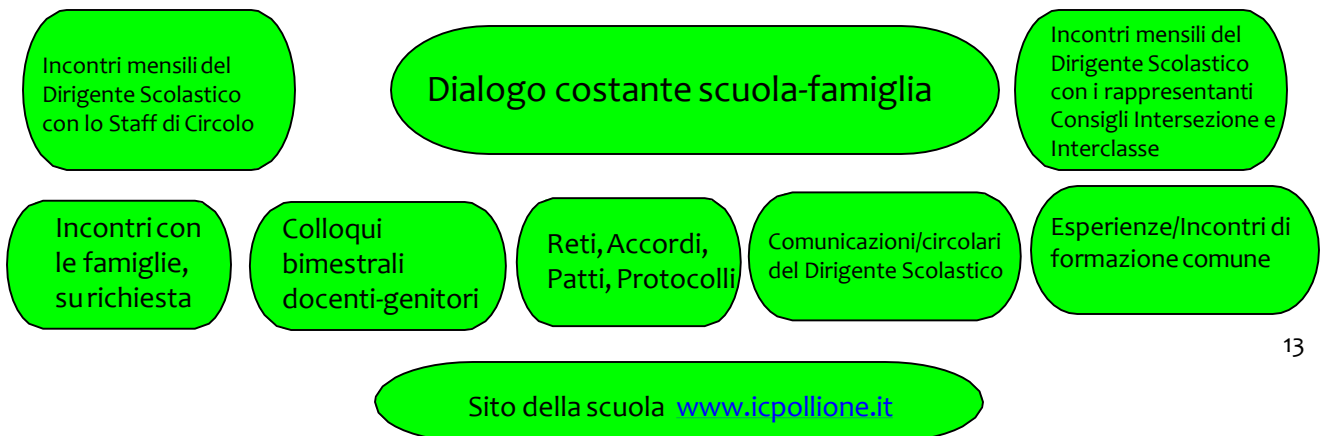 Incontri mensili del
Dirigente Scolastico
con lo Staff di Circolo
Dialogo costante scuola-famiglia
Incontri mensili del
Dirigente Scolastico
con i rappresentanti
Consigli Intersezione e
Interclasse
Incontri con
le famiglie,
su richiesta
Colloqui
bimestrali
docenti-genitori
Reti, Accordi,
Patti, Protocolli
Comunicazioni/circolari
del Dirigente Scolastico
Esperienze/Incontri di
formazione comune
13
Sito della scuola www.icpollione.it